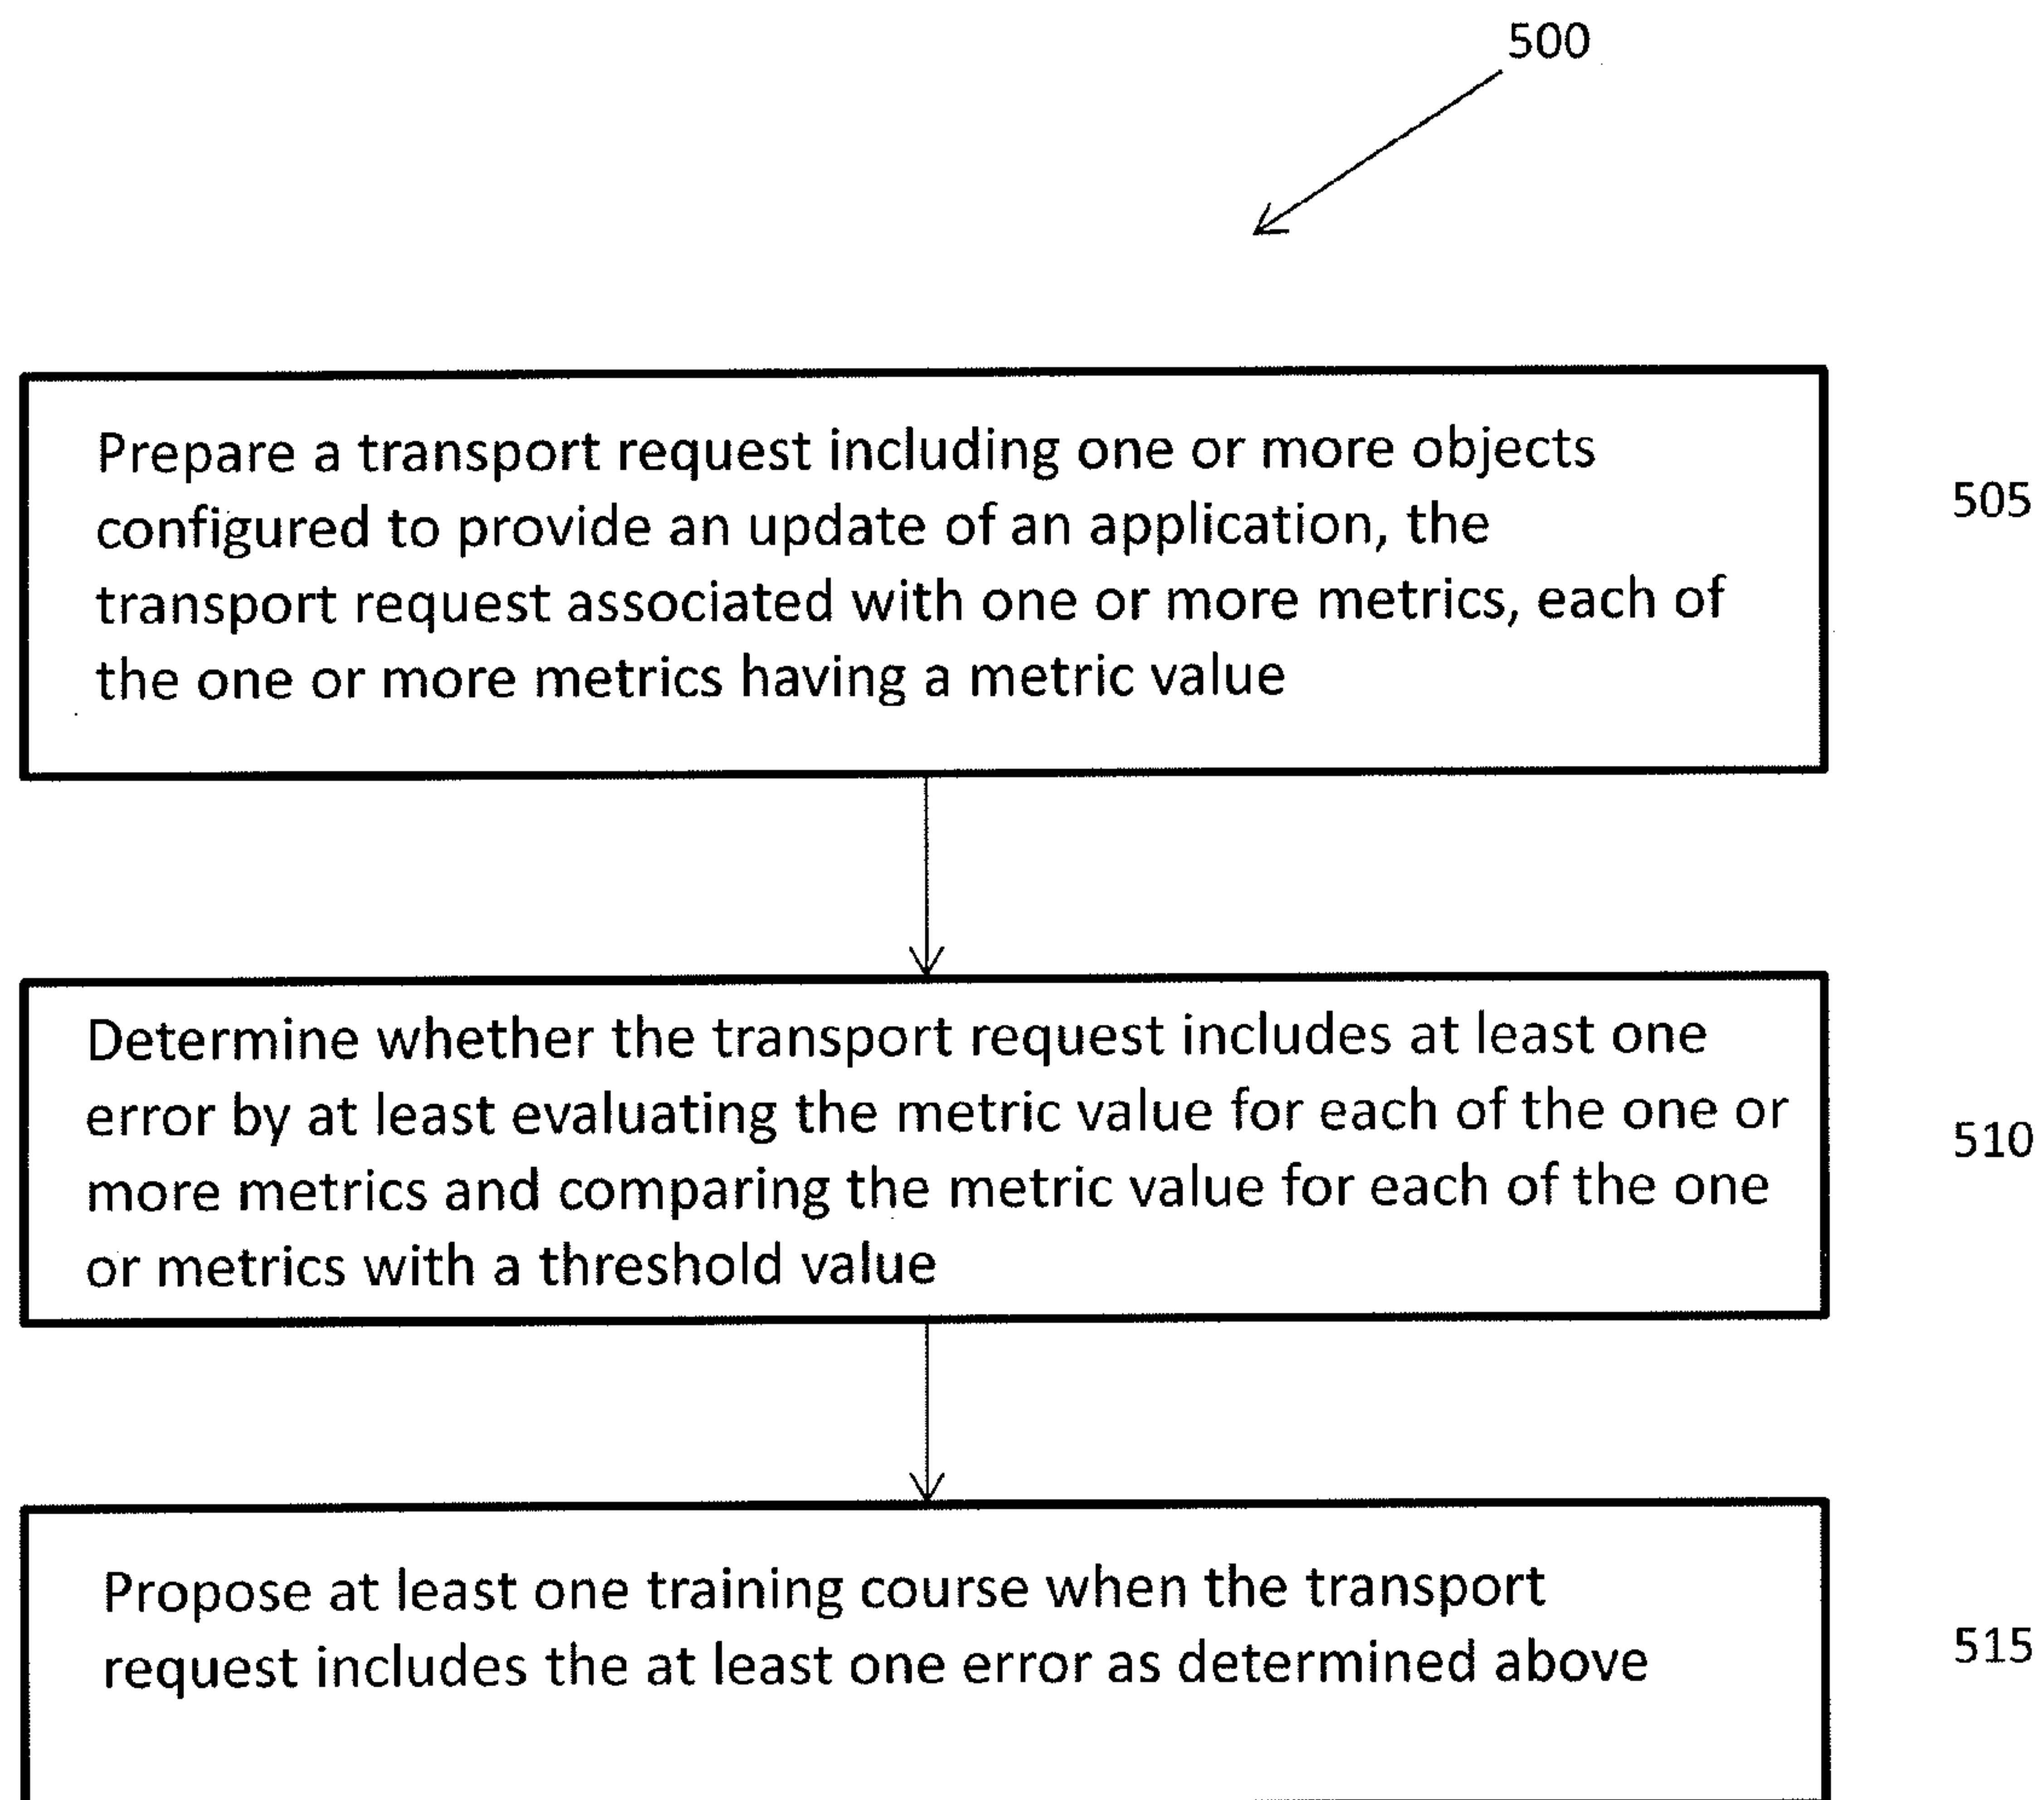 500
Prepare a transport request including one or more objects
configured to provide an update of an application, the
transport request associated with one or more metrics, each of
the one or more metrics having a metric value
505
Determine whether the transport request includes at least one
error by at least evaluating the metric value for each of the one or
more metrics and comparing the metric value for each of the one
or metrics with a threshold value
510
Propose at least one training course when the transport
request includes the at least one error as determined above
515